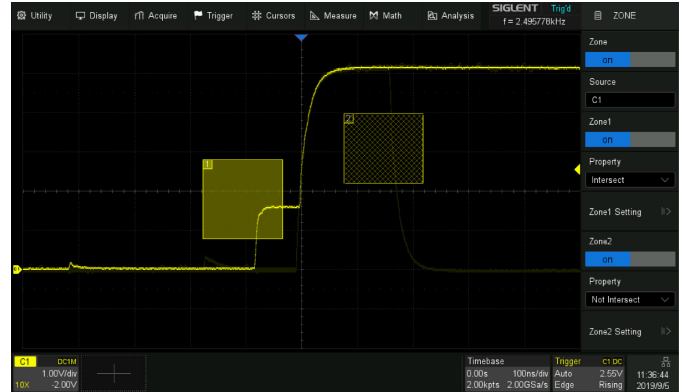 Utility Display Acquire Trigger Cursors Measure Math Analysis
SIGLENT Trig'd
f = 2.495778kHz
ZONE
Zone
on
Source
C1
Zone1
on
Property
Intersect
Zone1 Setting
Zone2
on
Property
Not Intersect
Zone2 Setting
1
2
C1 DC1M
1.00V/div
10X -2.00V
Timebase
0.00s 100ns/div
2.00kpts 2.00GSa/s
Trigger C1 DC
Auto 2.55V
Edge Rising
11:36:44
2019/9/5